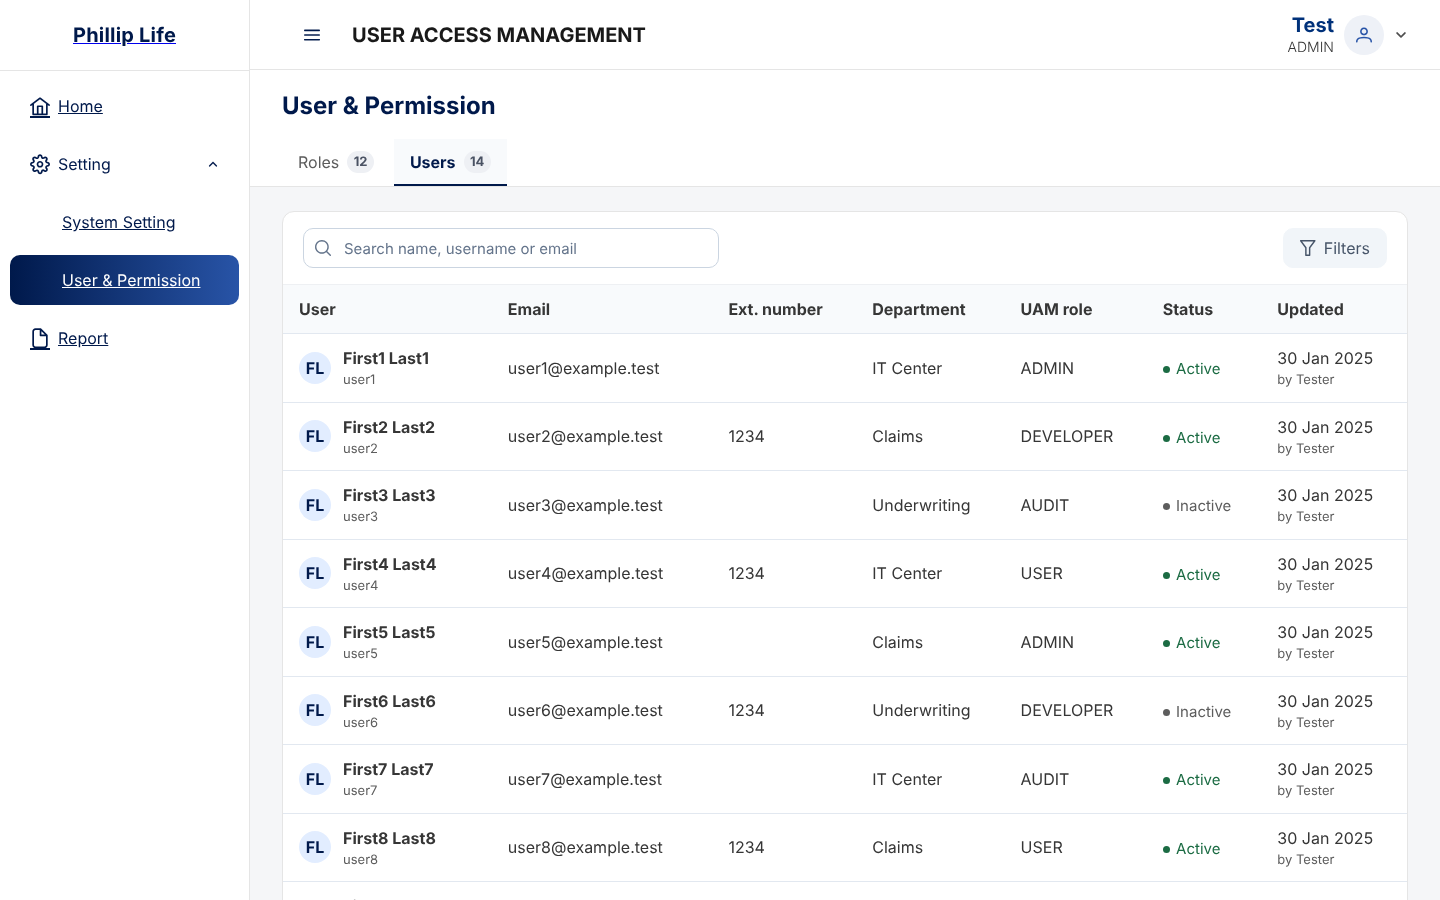 Phillip Life
USER ACCESS MANAGEMENT
Test
ADMIN
Home
Setting
System Setting
User & Permission
Report
User & Permission
Roles 12
Users 14
Search name, username or email
Filters
User Email Ext. number Department UAM role Status Updated
FL First1 Last1 user1@example.test IT Center ADMIN Active 30 Jan 2025
user1 by Tester
FL First2 Last2 user2@example.test 1234 Claims DEVELOPER Active 30 Jan 2025
user2 by Tester
FL First3 Last3 user3@example.test Underwriting AUDIT Inactive 30 Jan 2025
user3 by Tester
FL First4 Last4 user4@example.test 1234 IT Center USER Active 30 Jan 2025
user4 by Tester
FL First5 Last5 user5@example.test Claims ADMIN Active 30 Jan 2025
user5 by Tester
FL First6 Last6 user6@example.test 1234 Underwriting DEVELOPER Inactive 30 Jan 2025
user6 by Tester
FL First7 Last7 user7@example.test IT Center AUDIT Active 30 Jan 2025
user7 by Tester
FL First8 Last8 user8@example.test 1234 Claims USER Active 30 Jan 2025
user8 by Tester